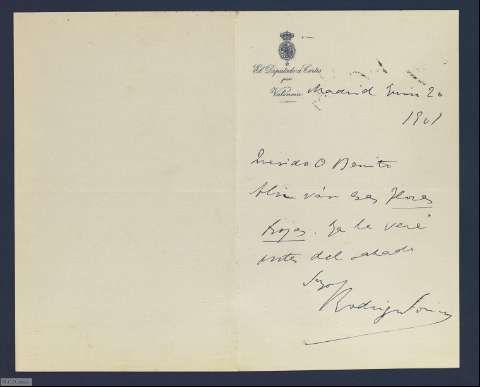 El Diputado a Cortes
por
Valencia
Madrid Junio 20
1901
Querido D Benito
Ahi van esas Flores
Rojas. Ya le veré
antes del sabado
Suyo
Rodrigo Soriano